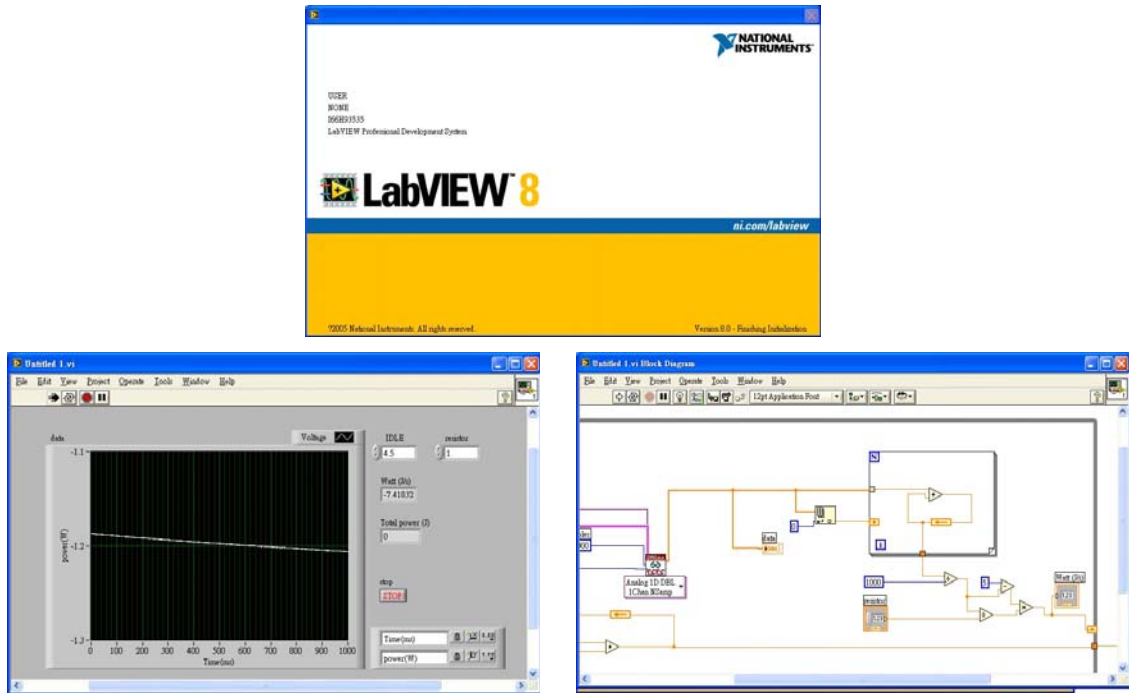 NATIONAL
INSTRUMENTS
USER
NONE
LabVIEW Professional Development System
LabVIEW 8
ni.com/labview
?2005 National Instruments. All rights reserved.
Version 8.0 - Finishing Initialization
Untitled 1.vi
File Edit View Project Operate Tools Window Help
data
Voltage
IDLE
resistor
4.5
1
-1.1
-1.2
-1.3
power(W)
0 100 200 300 400 500 600 700 800 900 1000
Time(ms)
Watt (J/s)
-7.41032
Total power (J)
0
stop
STOP
Time(ms)
power(W)
Untitled 1.vi Block Diagram
File Edit View Project Operate Tools Window Help
12pt Application Font
N
i
0
data
Analog 1D DBL
1Chan NSamp
1000
5
resistor
Watt (J/s)